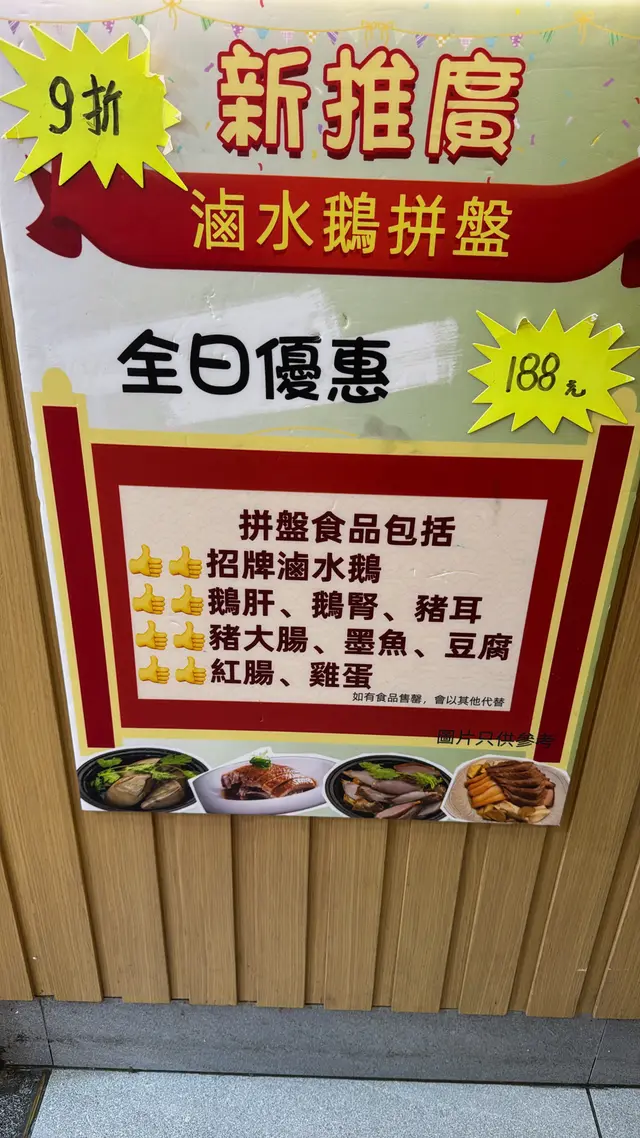 9折
新推廣
滷水鵝拼盤
全日優惠
188元
拼盤食品包括
👍👍招牌滷水鵝
👍👍鵝肝、鵝腎、豬耳
👍👍豬大腸、墨魚、豆腐
👍👍紅腸、雞蛋
如有食品售罄，會以其他代替
圖片只供參考